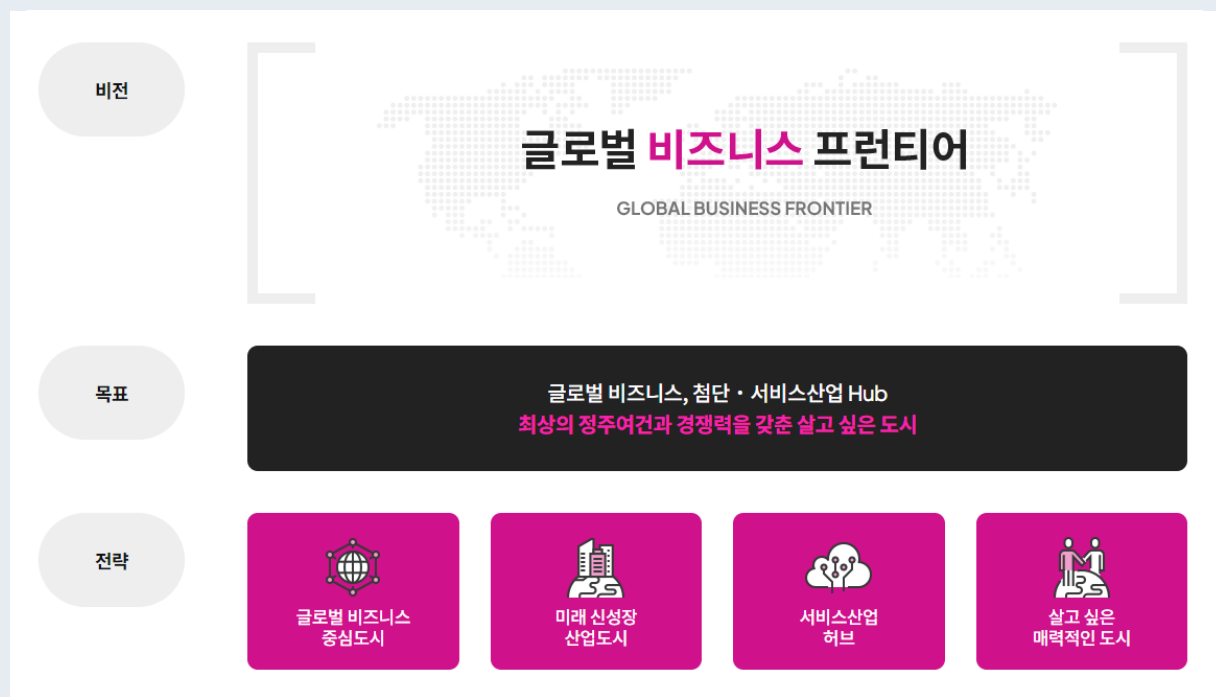 비전
글로벌 비즈니스 프런티어
GLOBAL BUSINESS FRONTIER
목표
글로벌 비즈니스, 첨단・서비스산업 Hub
최상의 정주여건과 경쟁력을 갖춘 살고 싶은 도시
전략
글로벌 비즈니스
중심도시
미래 신성장
산업도시
서비스산업
허브
살고 싶은
매력적인 도시